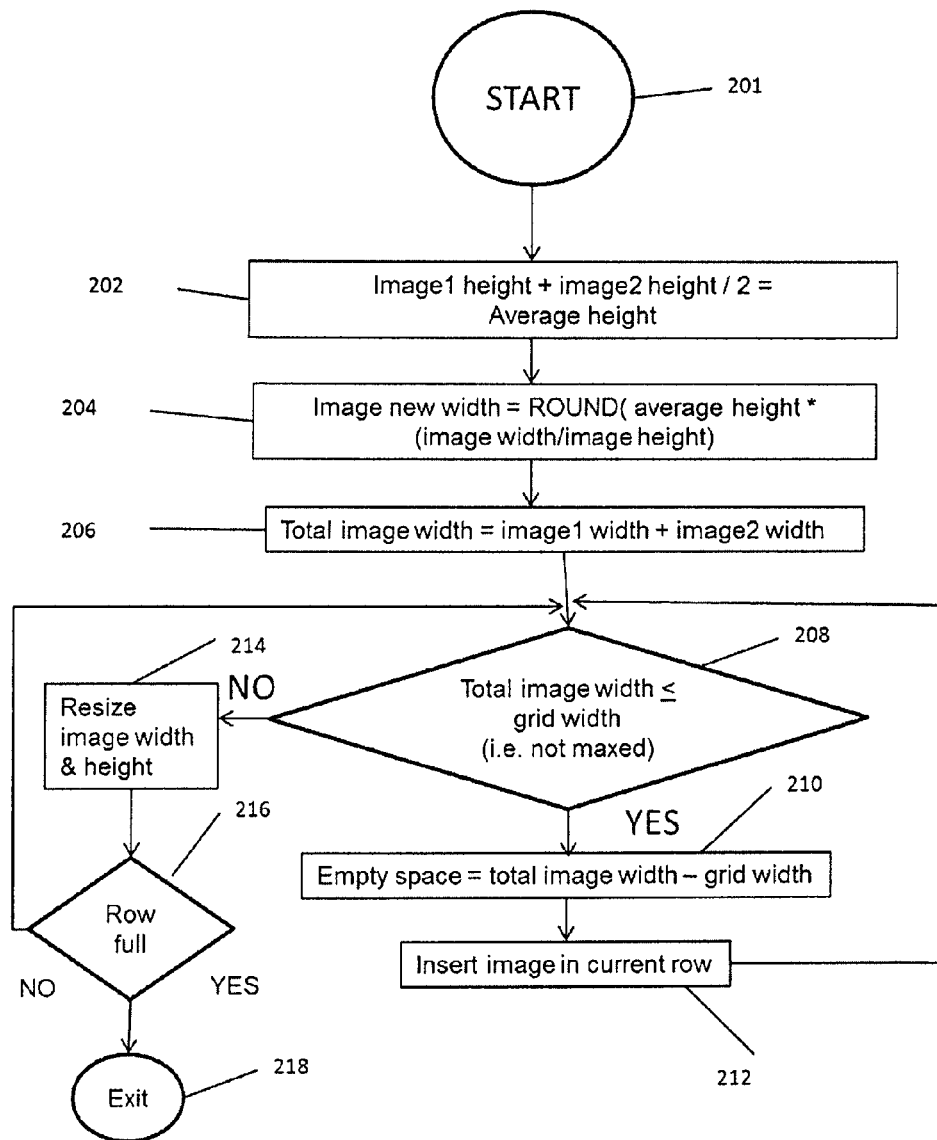 START
201
202
Image1 height + image2 height / 2 =
Average height
204
Image new width = ROUND( average height *
(image width/image height)
206
Total image width = image1 width + image2 width
208
Total image width ≤
grid width
(i.e. not maxed)
214
NO
Resize
image width
& height
YES
210
Empty space = total image width – grid width
216
Row
full
NO
YES
Insert image in current row
212
Exit
218